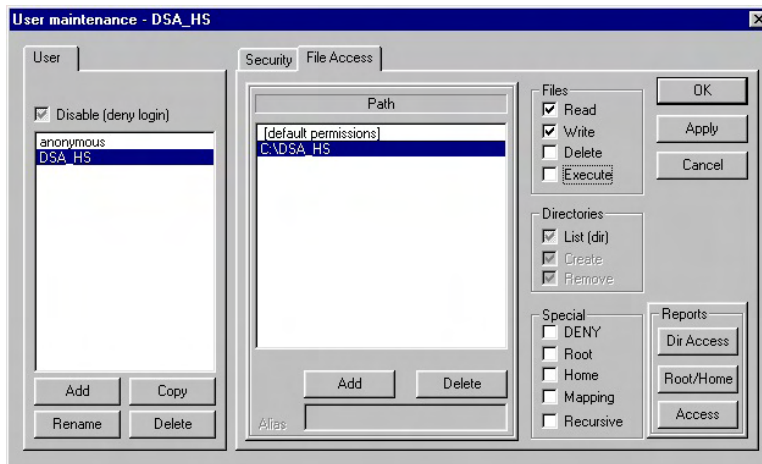 User maintenance - DSA_HS
User
Disable (deny login)
anonymous
DSA_HS
Add
Copy
Rename
Delete
Security
File Access
Path
[default permissions]
C:\DSA_HS
Add
Delete
Alias
Files
Read
Write
Delete
Execute
Directories
List (dir)
Create
Remove
Special
DENY
Root
Home
Mapping
Recursive
OK
Apply
Cancel
Reports
Dir Access
Root/Home
Access